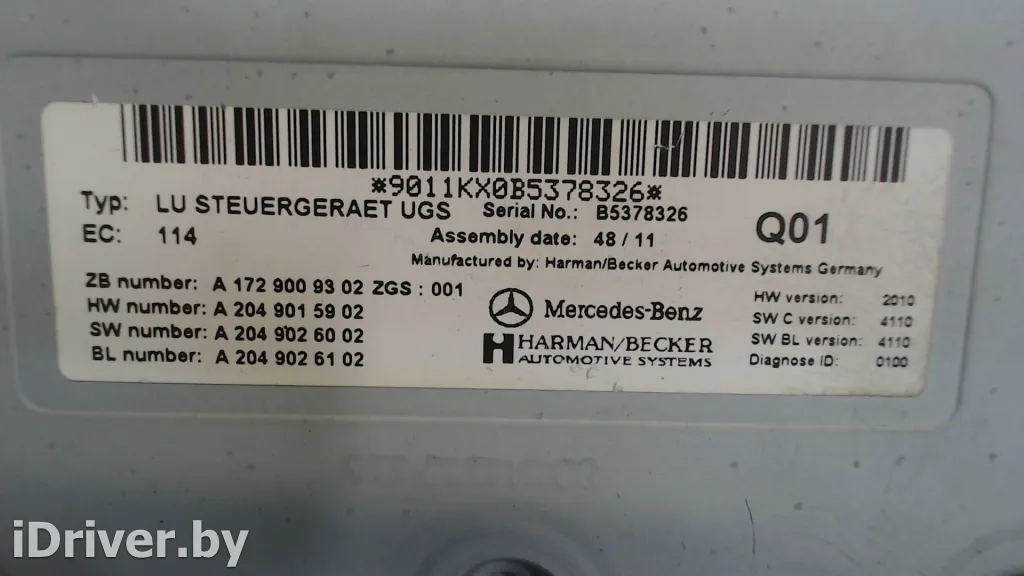 *9011KX0B5378326*
Typ: LU STEUERGERAET UGS Serial No.: B5378326
EC: 114 Assembly date: 48/11 Q01
Manufactured by: Harman/Becker Automotive Systems Germany
ZB number: A 172 900 93 02 ZGS : 001
HW number: A 204 901 59 02
SW number: A 204 902 60 02
BL number: A 204 902 61 02
Mercedes-Benz
HARMAN/BECKER
AUTOMOTIVE SYSTEMS
HW version: 2010
SW C version: 4110
SW BL version: 4110
Diagnose ID: 0100
iDriver.by